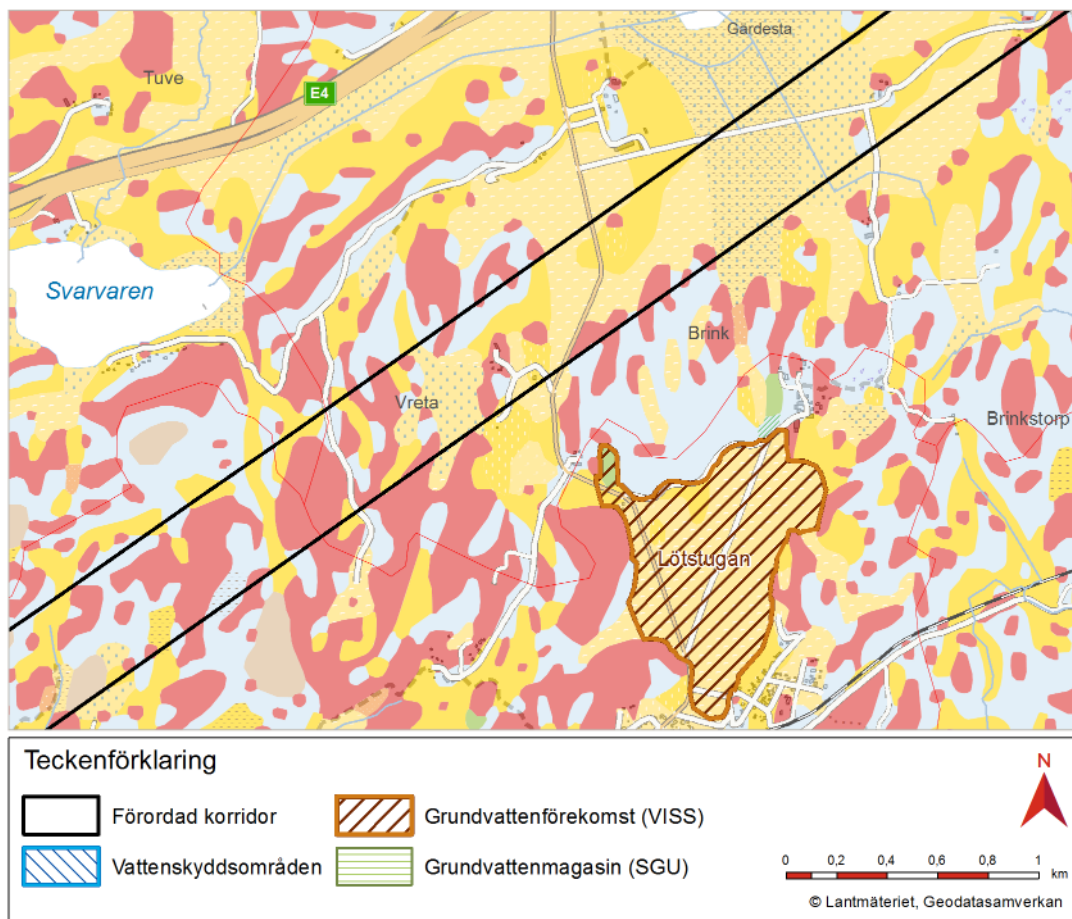 Gärdesta
Tuve
E4
Svarvaren
Brink
Vreta
Brinkstorp
Lötstugan
Teckenförklaring
Förordad korridor
Grundvattenförekomst (VISS)
Vattenskyddsområden
Grundvattenmagasin (SGU)
N
0 0,2 0,4 0,6 0,8 1
km
© Lantmäteriet, Geodatasamverkan